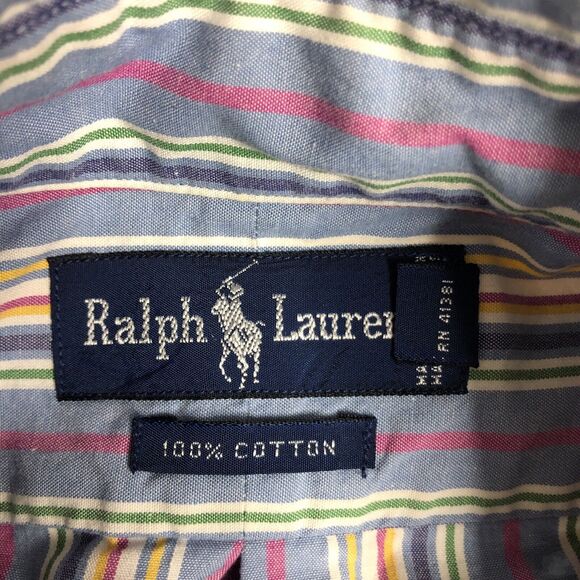 Ralph Lauren
RN 41381
100% COTTON